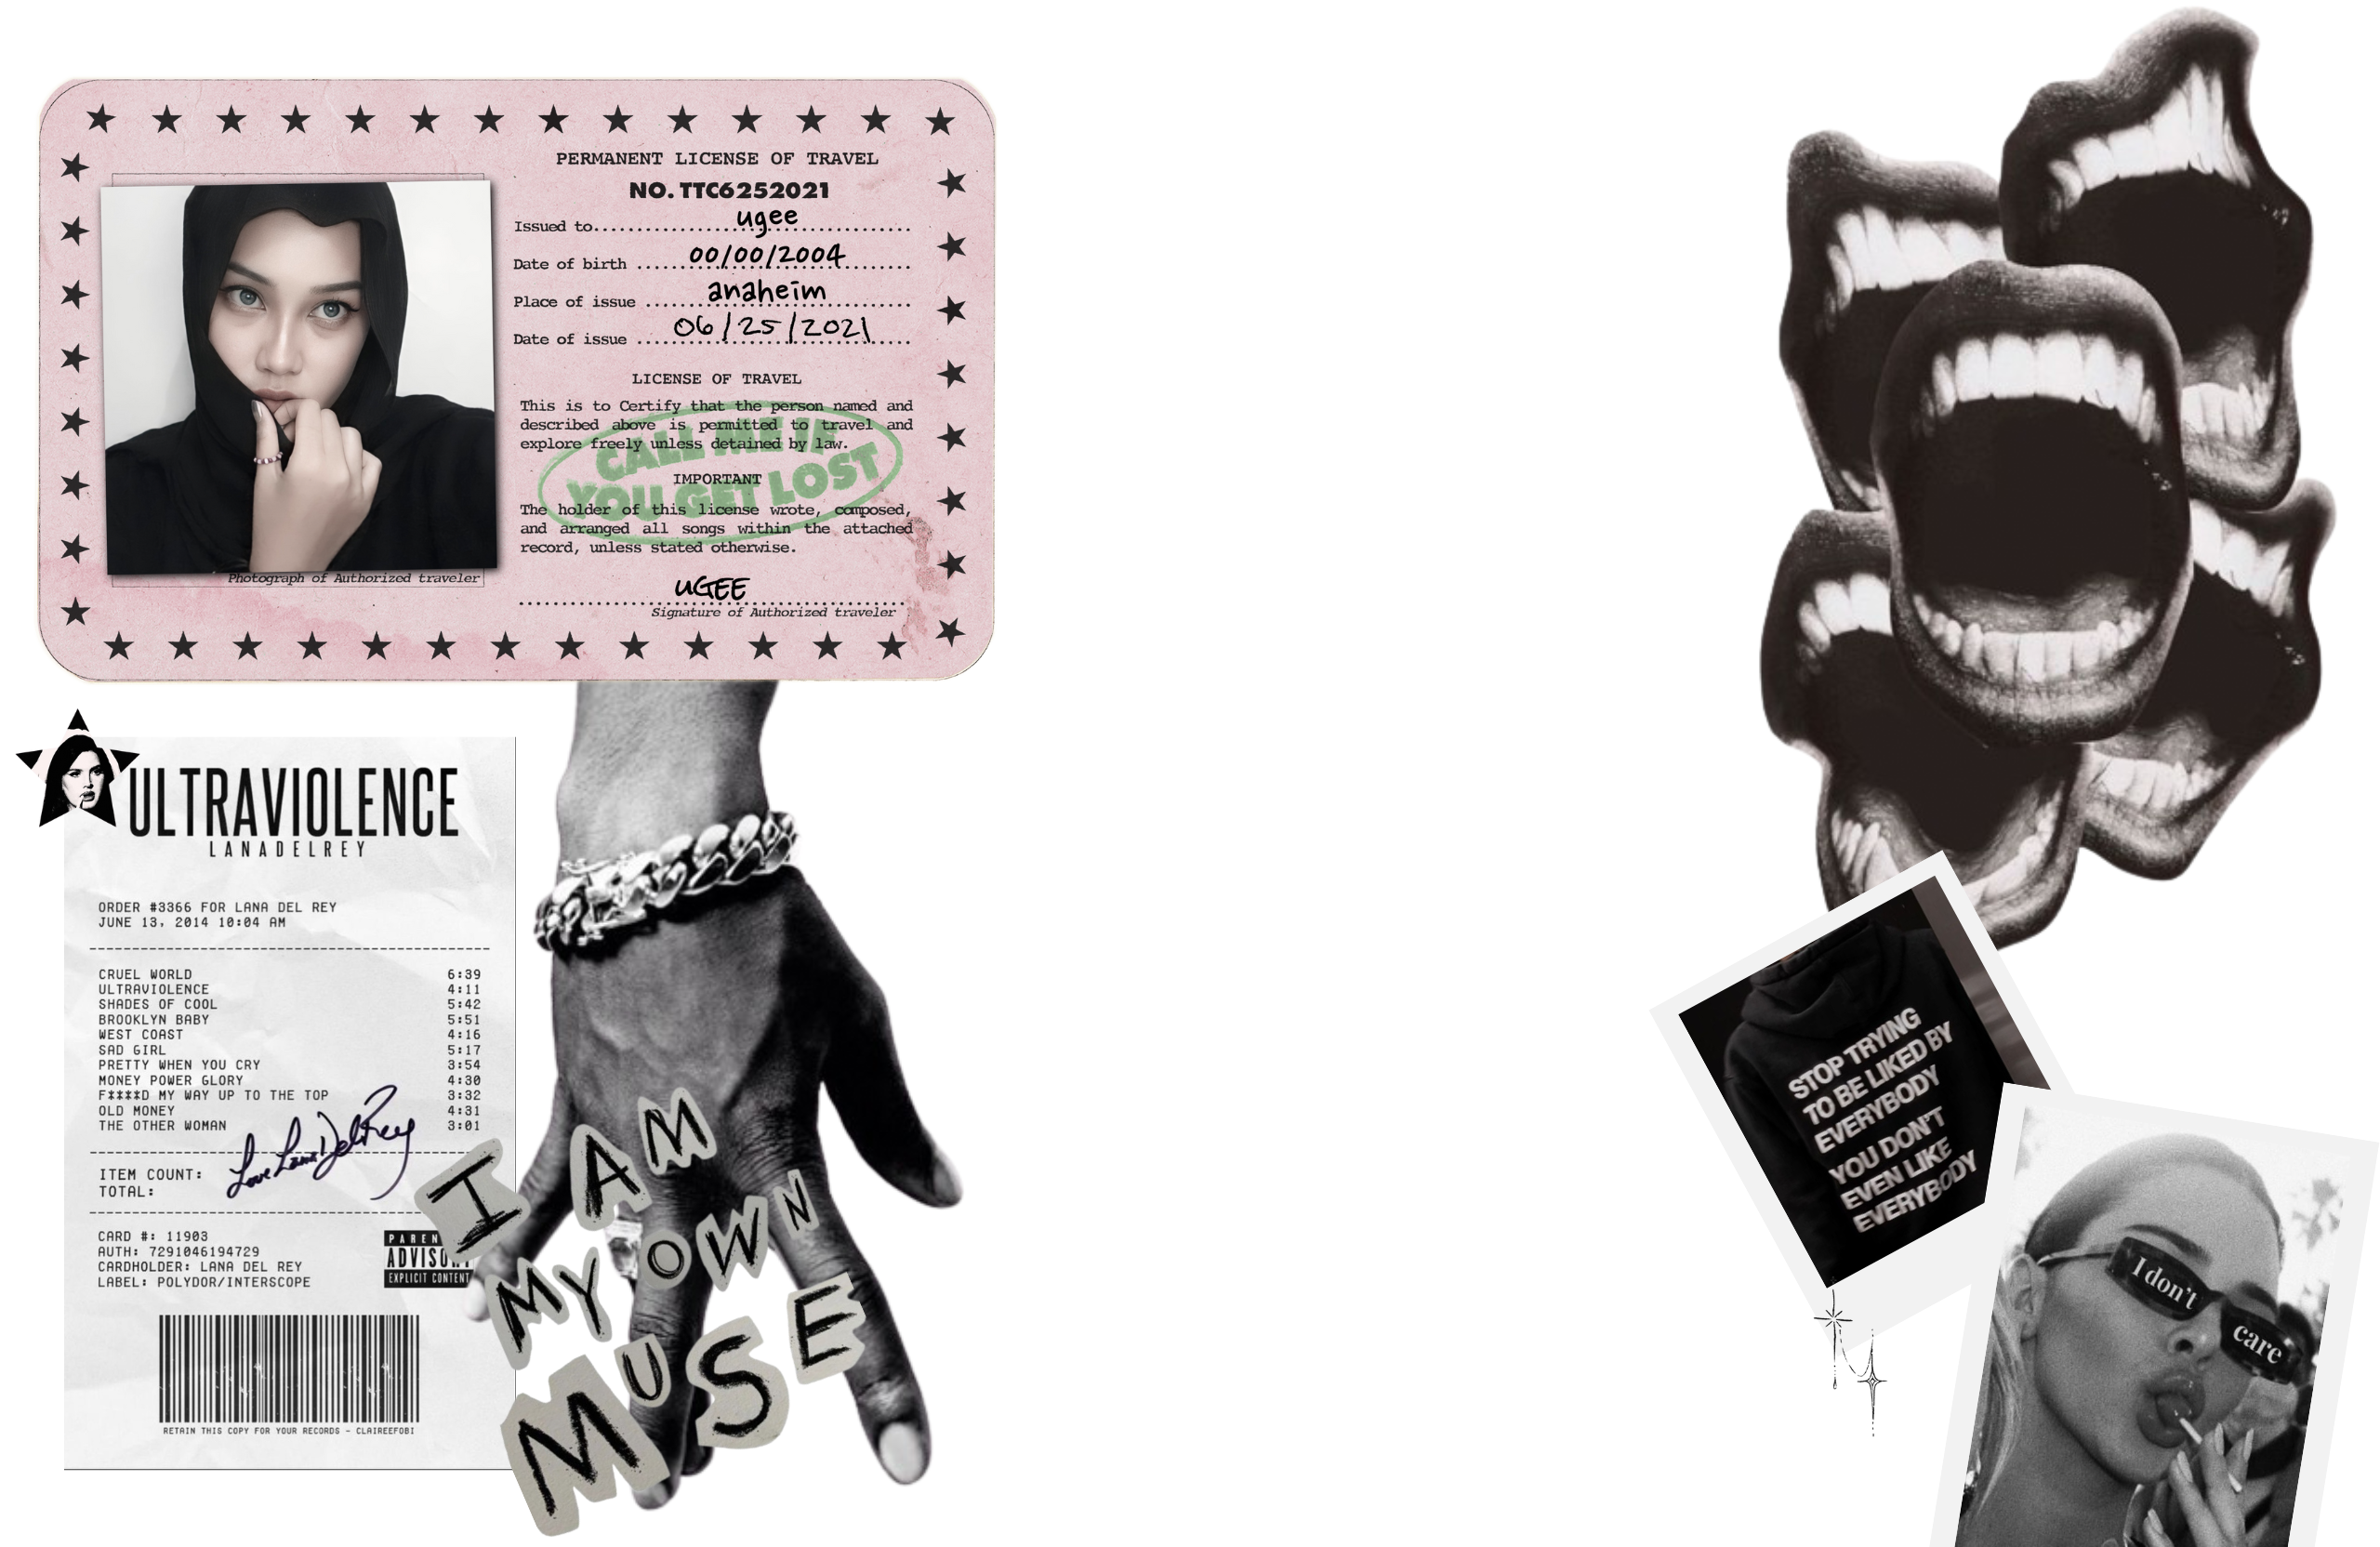 PERMANENT LICENSE OF TRAVEL
NO. TTC6252021
Issued to ugee
Date of birth 00/00/2004
Place of issue anaheim
Date of issue 06/25/2021
LICENSE OF TRAVEL
This is to Certify that the person named and
described above is permitted to travel and
explore freely unless detained by law.
CALL ME IF
YOU GET LOST
IMPORTANT
The holder of this license wrote, composed,
and arranged all songs within the attached
record, unless stated otherwise.
Photograph of Authorized traveler
UGEE
Signature of Authorized traveler
ULTRAVIOLENCE
LANADELREY
ORDER #3366 FOR LANA DEL REY
JUNE 13, 2014 10:04 AM
CRUEL WORLD 6:39
ULTRAVIOLENCE 4:11
SHADES OF COOL 5:42
BROOKLYN BABY 5:51
WEST COAST 4:16
SAD GIRL 5:17
PRETTY WHEN YOU CRY 3:54
MONEY POWER GLORY 4:30
F****D MY WAY UP TO THE TOP 3:32
OLD MONEY 4:31
THE OTHER WOMAN 3:01
Love Lana Del Rey
ITEM COUNT:
TOTAL:
CARD #: 11903
AUTH: 7291046194729
CARDHOLDER: LANA DEL REY
LABEL: POLYDOR/INTERSCOPE
PAREN
ADVISORY
EXPLICIT CONTENT
RETAIN THIS COPY FOR YOUR RECORDS - CLAIREEFOBI
I AM
MY OWN
MUSE
STOP TRYING
TO BE LIKED BY
EVERYBODY
YOU DON'T
EVEN LIKE
EVERYBODY
I don't
care